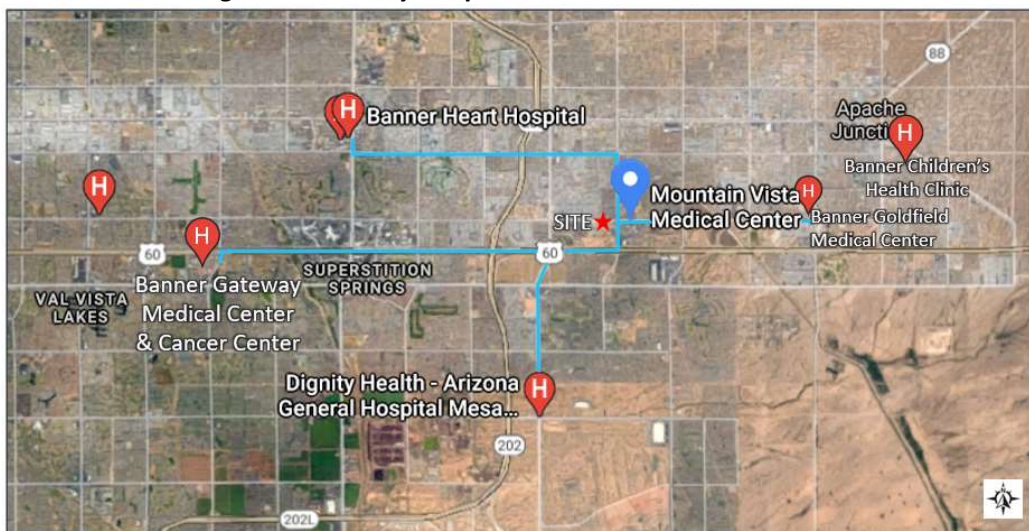 88
H
Banner Heart Hospital
Apache
Juncti
H
Banner Children's
Health Clinic
H
H
Mountain Vista
Medical Center
SITE
Banner Goldfield
Medical Center
H
60
60
SUPERSTITION
SPRINGS
Banner Gateway
Medical Center
& Cancer Center
VAL VISTA
LAKES
Dignity Health - Arizona
General Hospital Mesa...
H
202
202L
N